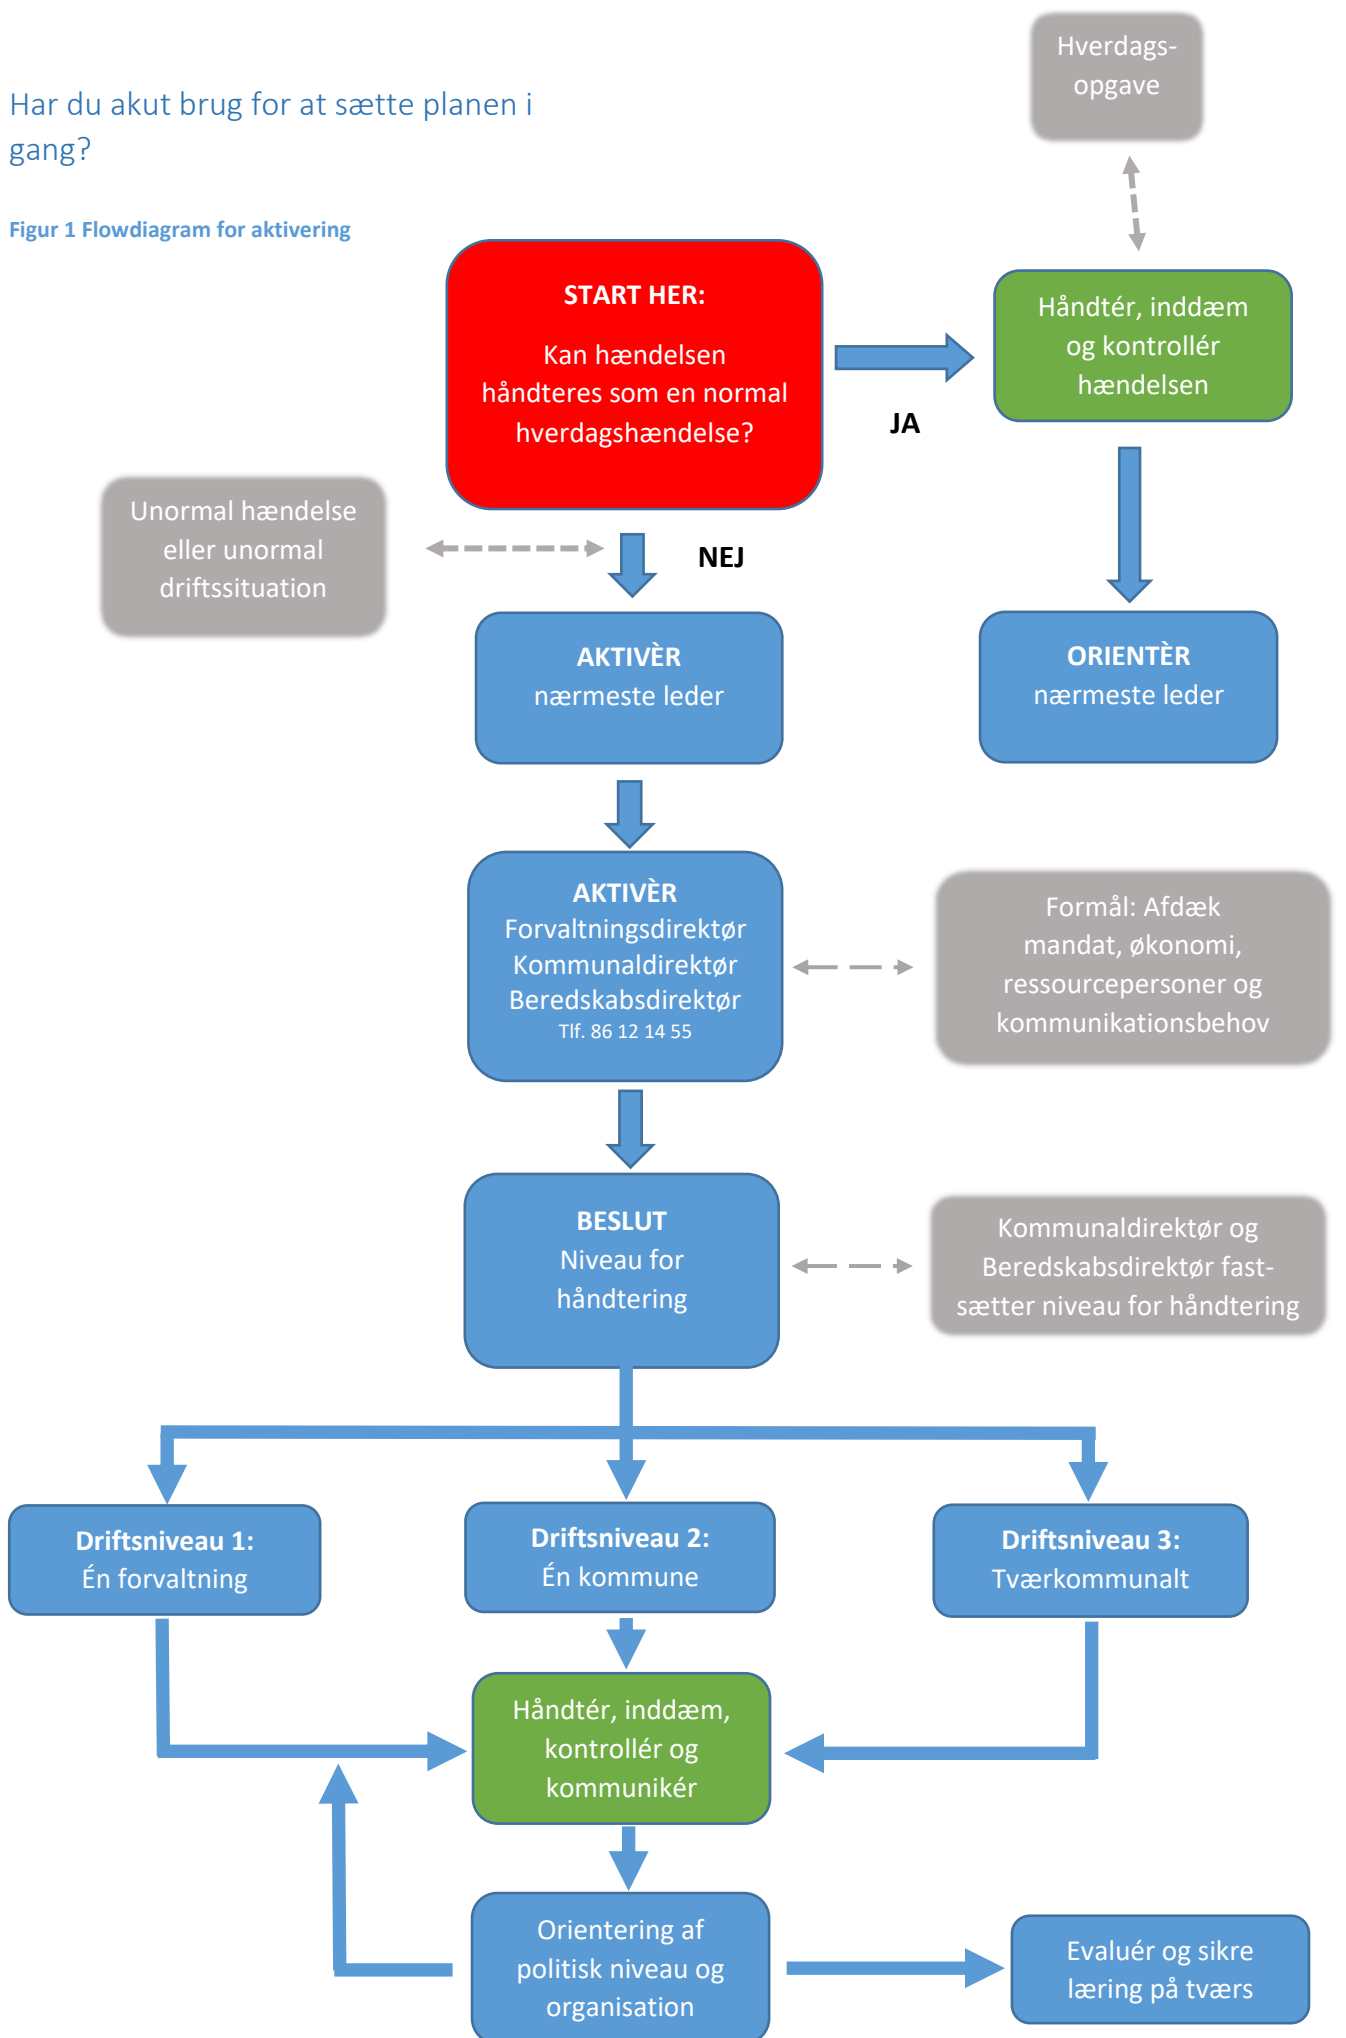 Hverdags-
opgave
Har du akut brug for at sætte planen i
gang?
Figur 1 Flowdiagram for aktivering
START HER:
Kan hændelsen
håndteres som en normal
hverdagshændelse?
JA
Håndtér, inddæm
og kontrollér
hændelsen
Unormal hændelse
eller unormal
driftssituation
NEJ
AKTIVÈR
nærmeste leder
ORIENTÈR
nærmeste leder
AKTIVÈR
Forvaltningsdirektør
Kommunaldirektør
Beredskabsdirektør
Tlf. 86 12 14 55
Formål: Afdæk
mandat, økonomi,
ressourcepersoner og
kommunikationsbehov
BESLUT
Niveau for
håndtering
Kommunaldirektør og
Beredskabsdirektør fast-
sætter niveau for håndtering
Driftsniveau 1:
Én forvaltning
Driftsniveau 2:
Én kommune
Driftsniveau 3:
Tværkommunalt
Håndtér, inddæm,
kontrollér og
kommunikér
Orientering af
politisk niveau og
organisation
Evaluér og sikre
læring på tværs